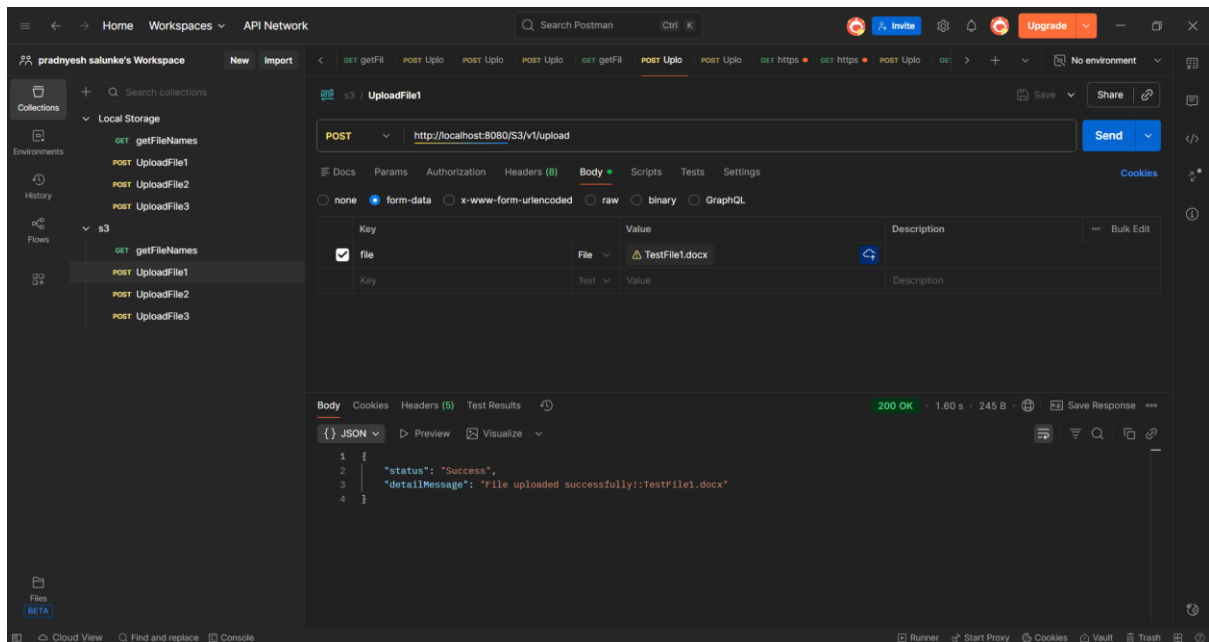 Home Workspaces API Network Search Postman Ctrl K Invite Upgrade
pradnyesh salunke's Workspace New Import GET getFil POST Uplo POST Uplo POST Uplo GET getFil POST Uplo POST Uplo GET https GET https POST Uplo GE No environment
Collections
Environments
History
Flows
Files
BETA
Search collections
Local Storage
GET getFileNames
POST UploadFile1
POST UploadFile2
POST UploadFile3
s3
GET getFileNames
POST UploadFile1
POST UploadFile2
POST UploadFile3
HTTP s3 / UploadFile1 Save Share
POST http://localhost:8080/S3/v1/upload Send
Docs Params Authorization Headers (8) Body Scripts Tests Settings Cookies
none form-data x-www-form-urlencoded raw binary GraphQL
Key Value Description Bulk Edit
file File TestFile1.docx
Key Text Value Description
Body Cookies Headers (5) Test Results 200 OK 1.60 s 245 B Save Response
{} JSON Preview Visualize
1 {
2 "status": "Success",
3 "detailMessage": "File uploaded successfully!::TestFile1.docx"
4 }
Cloud View Find and replace Console Runner Start Proxy Cookies Vault Trash